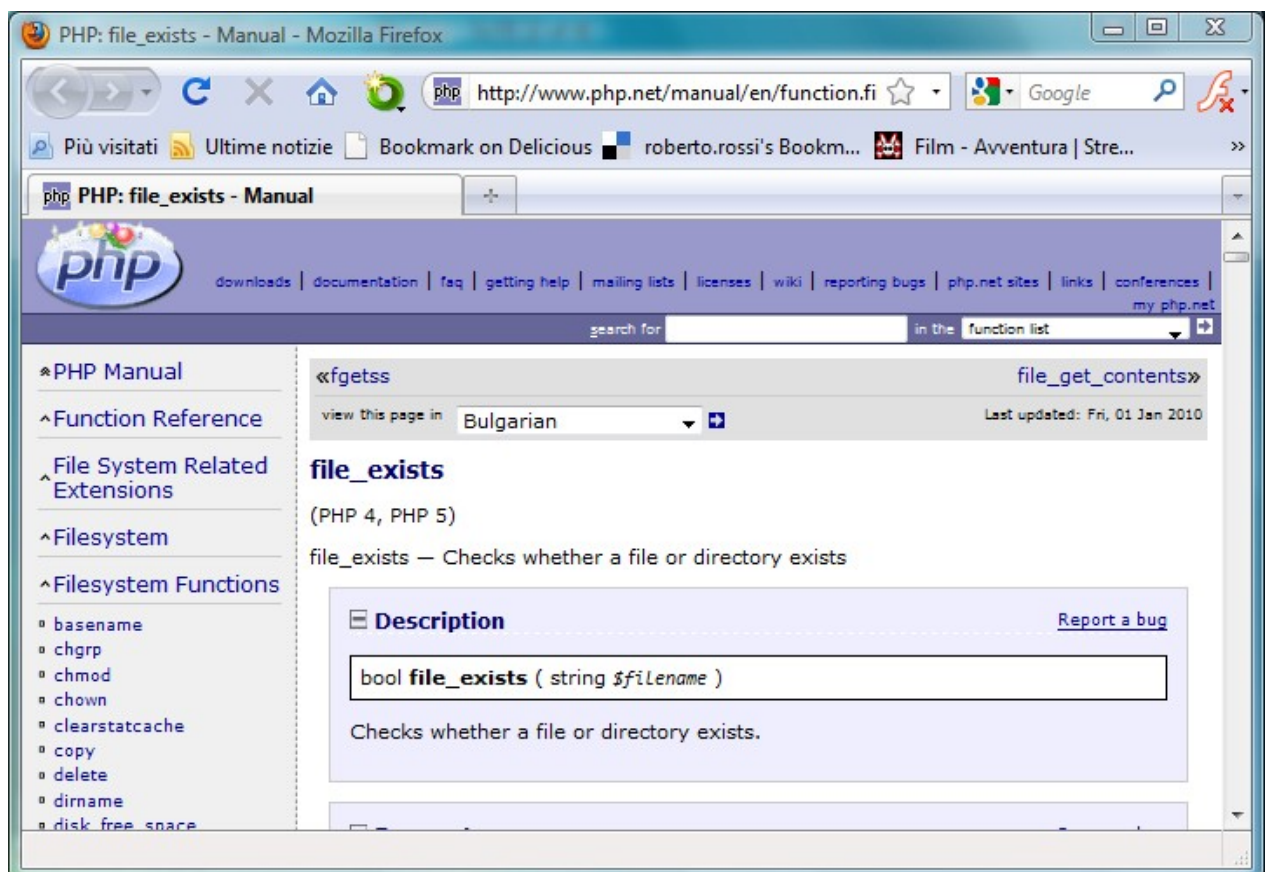 PHP: file_exists - Manual - Mozilla Firefox
php http://www.php.net/manual/en/function.fi Google
Più visitati Ultime notizie Bookmark on Delicious roberto.rossi's Bookm... Film - Avventura | Stre... »
php PHP: file_exists - Manual
php
downloads | documentation | faq | getting help | mailing lists | licenses | wiki | reporting bugs | php.net sites | links | conferences |
my php.net
search for in the function list
PHP Manual
Function Reference
File System Related
Extensions
Filesystem
Filesystem Functions
basename
chgrp
chmod
chown
clearstatcache
copy
delete
dirname
disk_free_space
«fgetss file_get_contents»
view this page in Bulgarian Last updated: Fri, 01 Jan 2010
file_exists
(PHP 4, PHP 5)
file_exists — Checks whether a file or directory exists
Description Report a bug
bool file_exists ( string $filename )
Checks whether a file or directory exists.